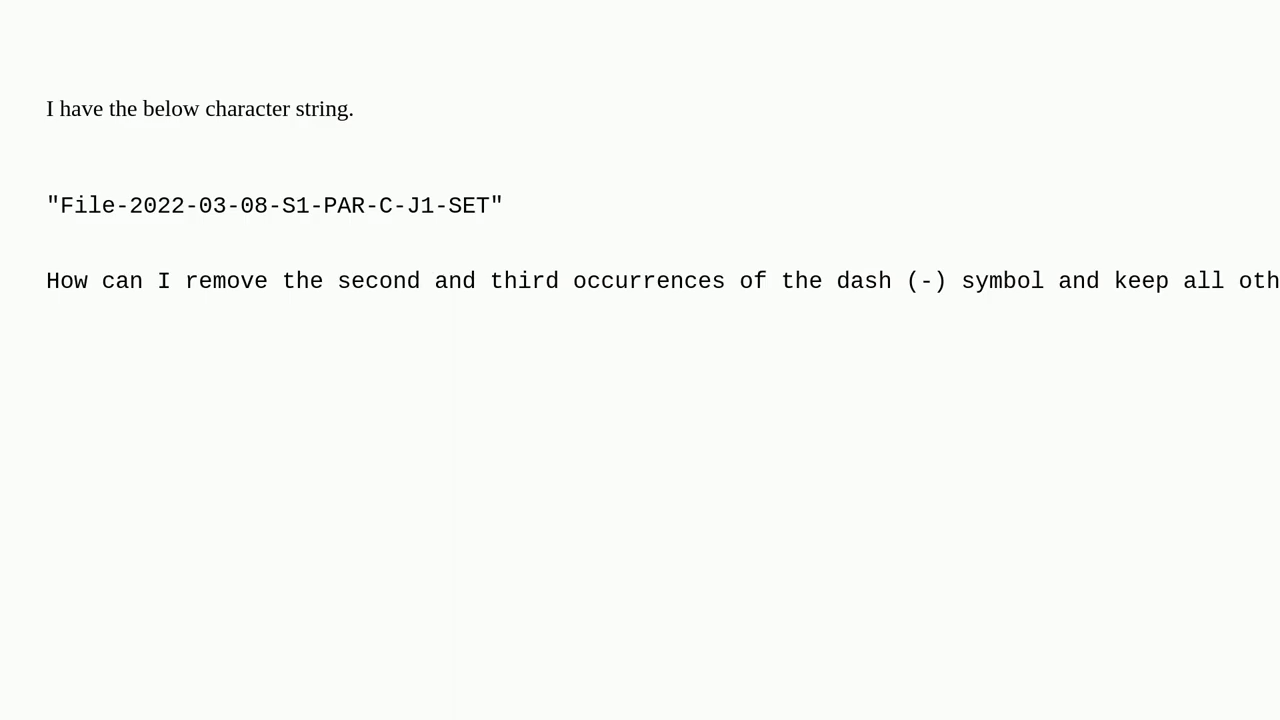 I have the below character string.
"File-2022-03-08-S1-PAR-C-J1-SET"
How can I remove the second and third occurrences of the dash (-) symbol and keep all